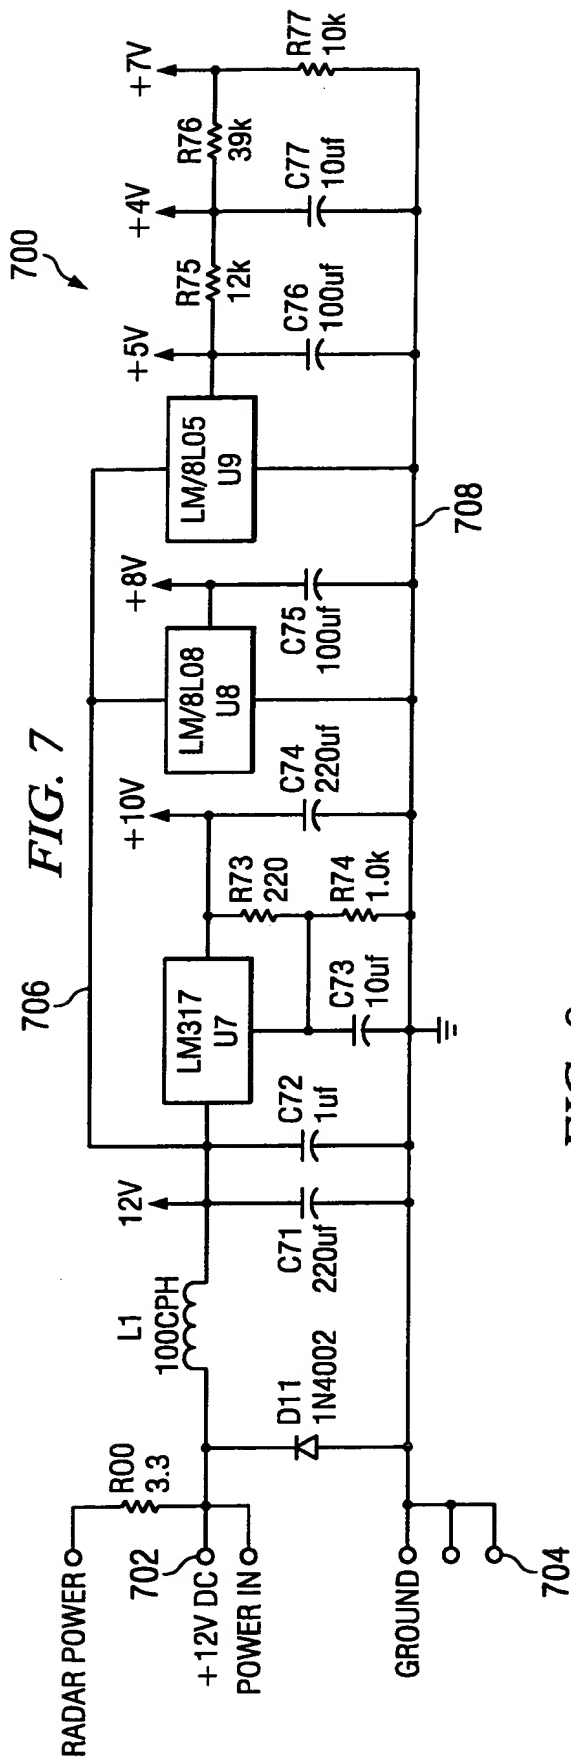 FIG. 7
700
706
RADAR POWER
R00
3.3
702
+12V DC
POWER IN
GROUND
704
D11
1N4002
L1
100CPH
12V
C71
220uf
C72
1uf
LM317
U7
C73
10uf
R73
220
R74
1.0k
+10V
C74
220uf
LM/8L08
U8
+8V
C75
100uf
LM/8L05
U9
+5V
C76
100uf
R75
12k
+4V
C77
10uf
R76
39k
+7V
R77
10k
708